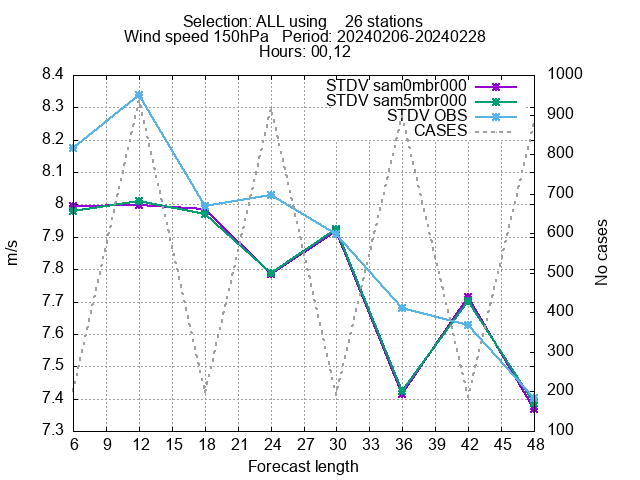 Selection: ALL using    26 stations
Wind speed 150hPa   Period: 20240206-20240228
Hours: 00,12
STDV sam0mbr000
STDV sam5mbr000
STDV OBS
CASES
8.4
8.3
8.2
8.1
8
7.9
7.8
7.7
7.6
7.5
7.4
7.3
m/s
1000
900
800
700
600
500
400
300
200
100
No cases
6 9 12 15 18 21 24 27 30 33 36 39 42 45 48
Forecast length